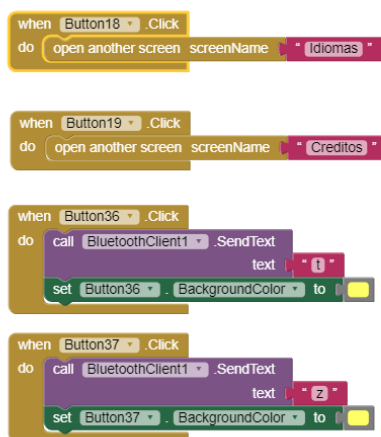 when Button18 .Click
do open another screen screenName " Idiomas "
when Button19 .Click
do open another screen screenName " Creditos "
when Button36 .Click
do call BluetoothClient1 .SendText
text " t "
set Button36 . BackgroundColor to
when Button37 .Click
do call BluetoothClient1 .SendText
text " z "
set Button37 . BackgroundColor to